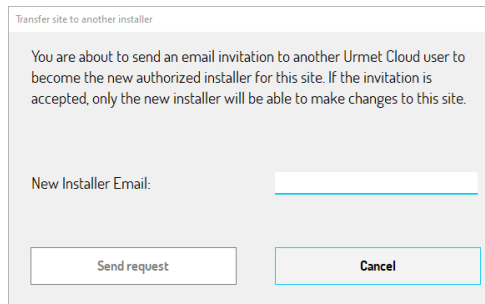 Transfer site to another installer
You are about to send an email invitation to another Urmet Cloud user to
become the new authorized installer for this site. If the invitation is
accepted, only the new installer will be able to make changes to this site.
New Installer Email:
Send request
Cancel